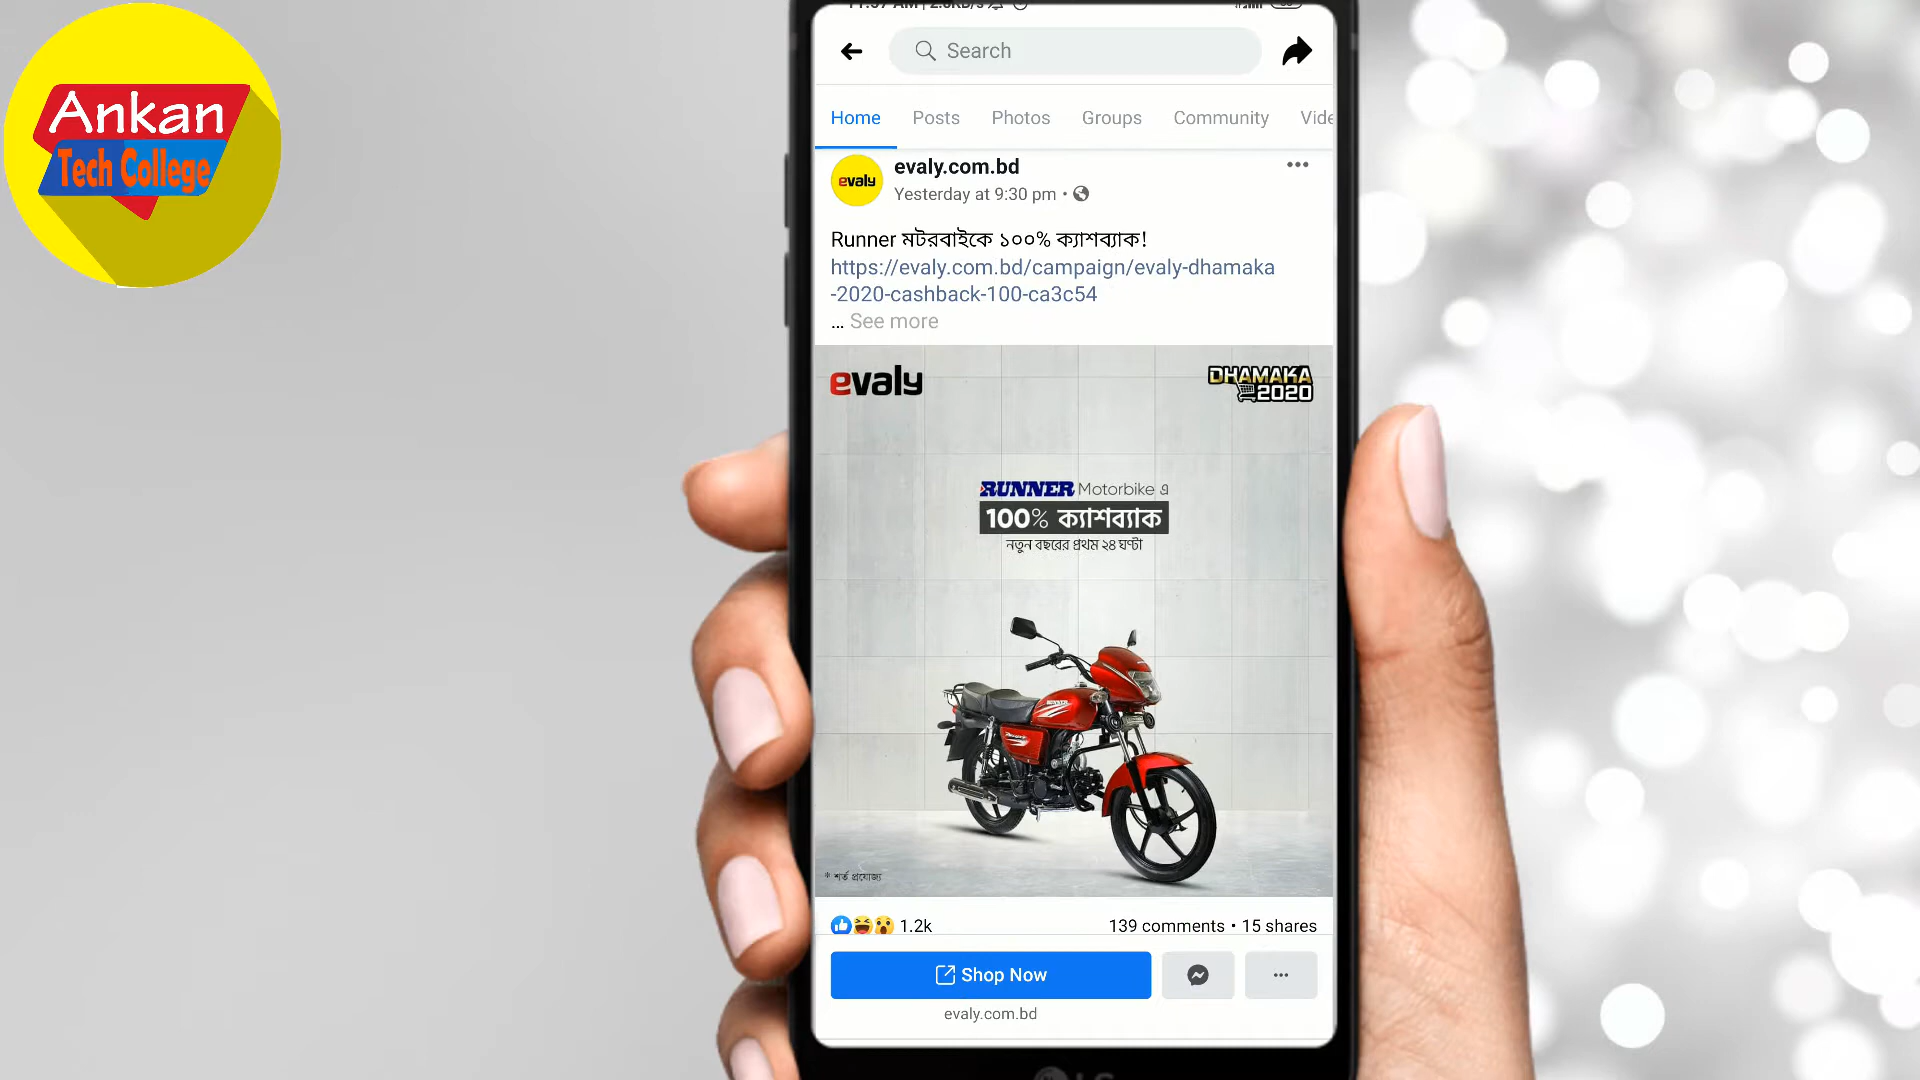 Ankan
Tech College
Search
Home Posts Photos Groups Community Vide
evaly
evaly.com.bd
Yesterday at 9:30 pm
Runner মটরবাইকে ১০০% ক্যাশব্যাক!
https://evaly.com.bd/campaign/evaly-dhamaka
-2020-cashback-100-ca3c54
... See more
evaly
DHAMAKA
2020
RUNNER Motorbike এ
100% ক্যাশব্যাক
নতুন বছরের প্রথম ২৪ ঘণ্টা
* শর্ত প্রযোজ্য
1.2k
139 comments • 15 shares
Shop Now
evaly.com.bd